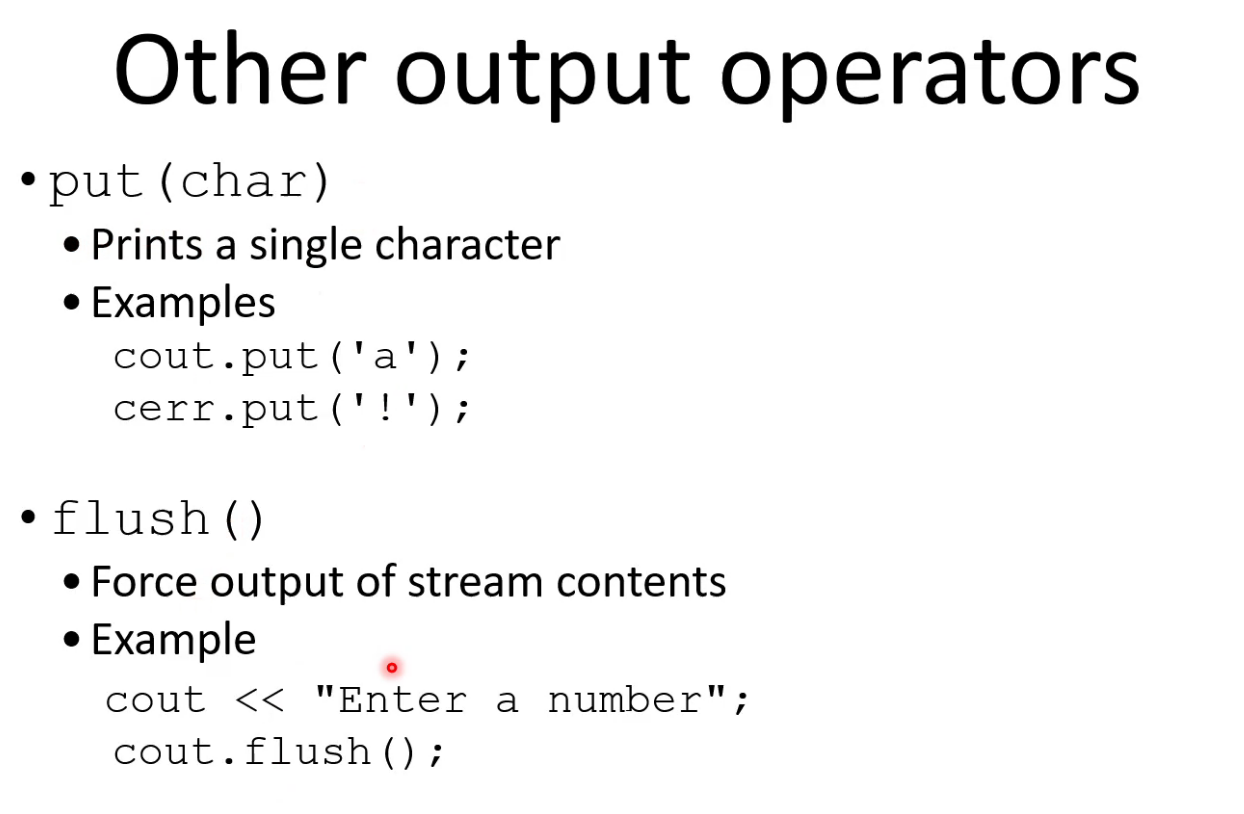 Other output operators
• put(char)
• Prints a single character
• Examples
cout.put('a');
cerr.put('!');
• flush()
• Force output of stream contents
• Example
cout << "Enter a number";
cout.flush();